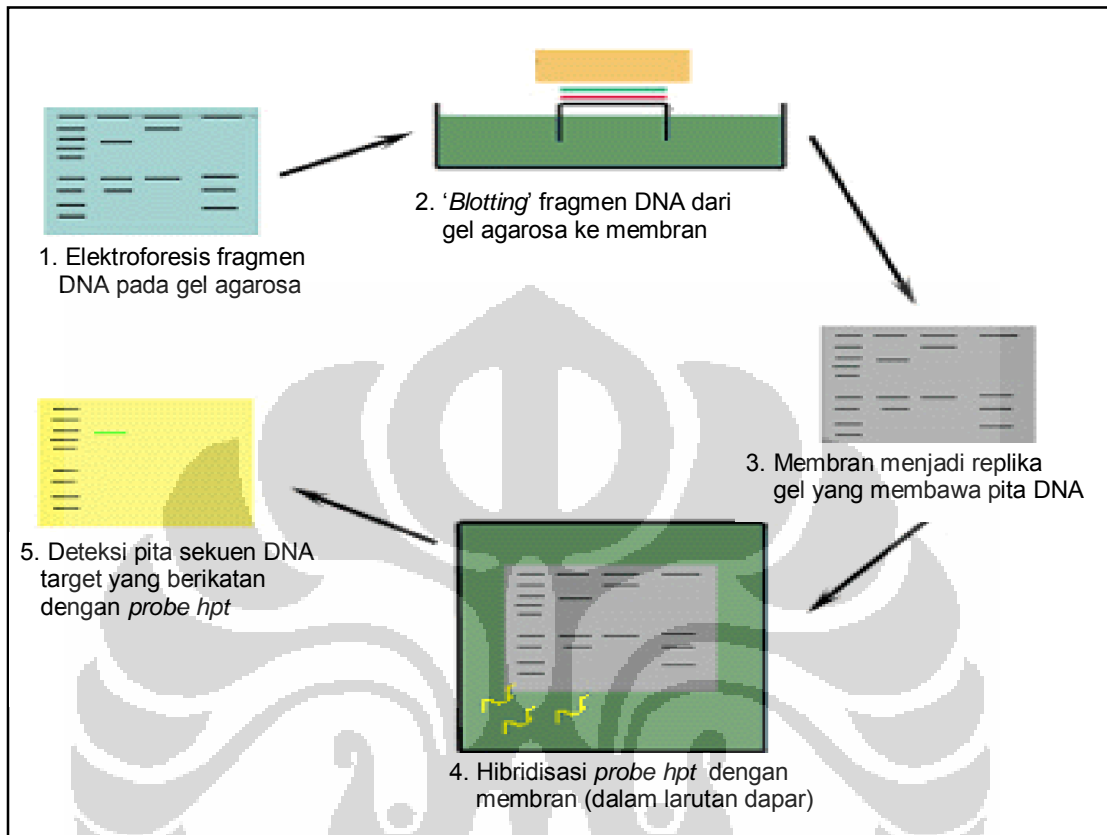 1. Elektroforesis fragmen
DNA pada gel agarosa
2. ‘Blotting’ fragmen DNA dari
gel agarosa ke membran
3. Membran menjadi replika
gel yang membawa pita DNA
4. Hibridisasi probe hpt dengan
membran (dalam larutan dapar)
5. Deteksi pita sekuen DNA
target yang berikatan
dengan probe hpt